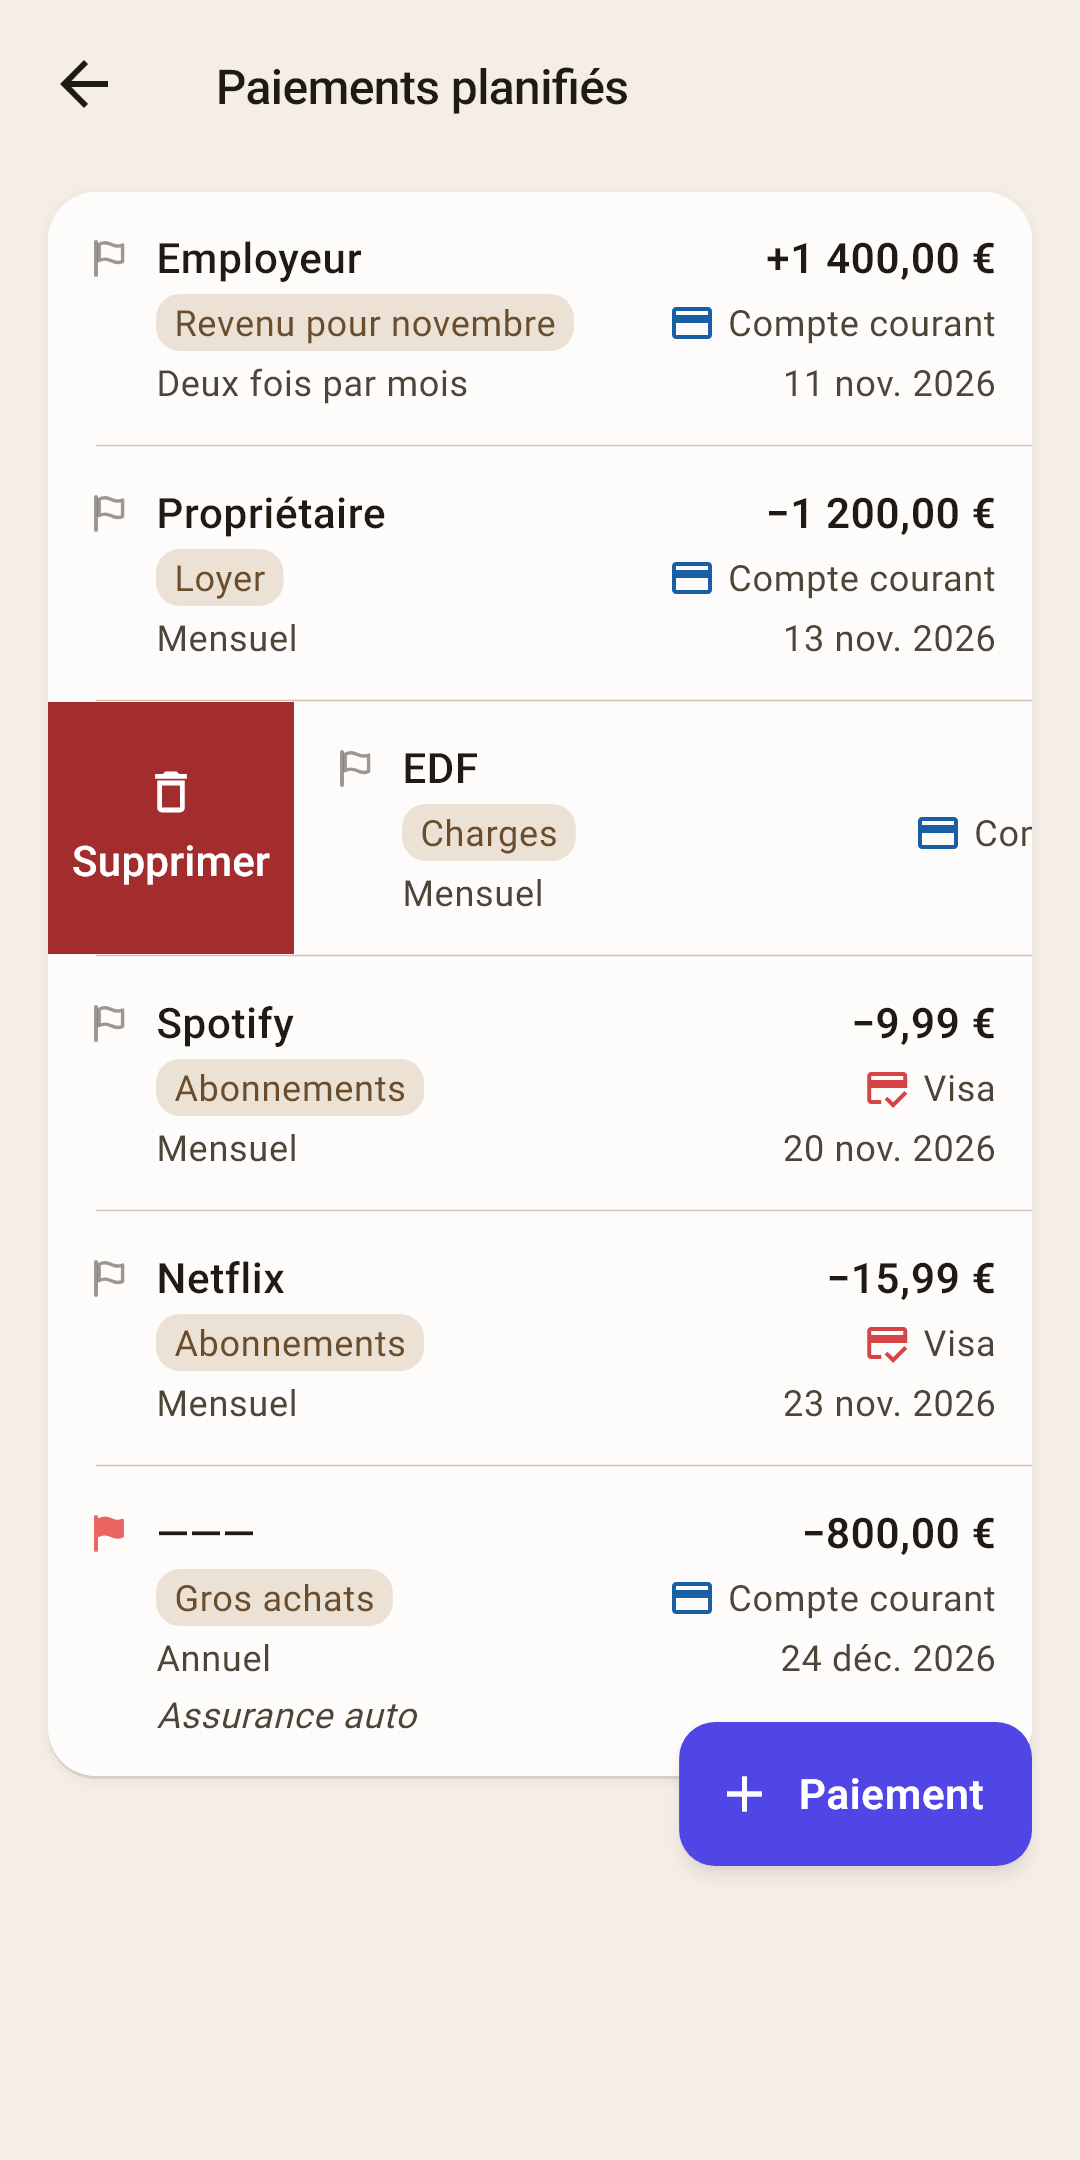 Paiements planifiés
Employeur +1 400,00 €
Revenu pour novembre Compte courant
Deux fois par mois 11 nov. 2026
Propriétaire −1 200,00 €
Loyer Compte courant
Mensuel 13 nov. 2026
EDF
Supprimer Charges
Mensuel
Spotify −9,99 €
Abonnements Visa
Mensuel 20 nov. 2026
Netflix −15,99 €
Abonnements Visa
Mensuel 23 nov. 2026
——— −800,00 €
Gros achats Compte courant
Annuel 24 déc. 2026
Assurance auto
+ Paiement